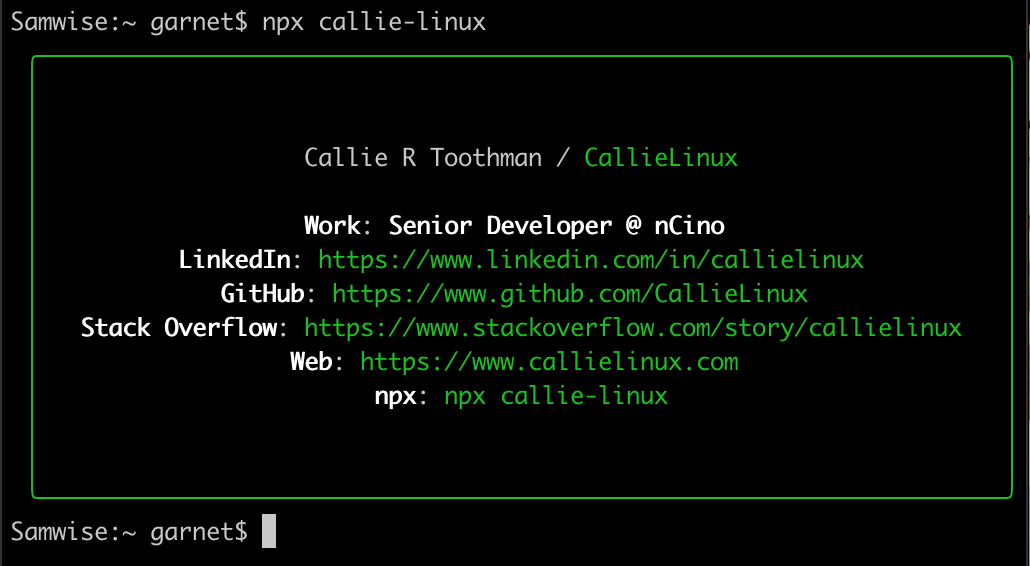 Samwise:~ garnet$ npx callie-linux
Callie R Toothman / CallieLinux
Work: Senior Developer @ nCino
LinkedIn: https://www.linkedin.com/in/callielinux
GitHub: https://www.github.com/CallieLinux
Stack Overflow: https://www.stackoverflow.com/story/callielinux
Web: https://www.callielinux.com
npx: npx callie-linux
Samwise:~ garnet$